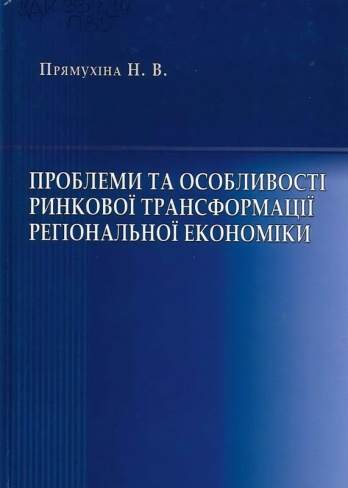 Прямухіна Н. В.
ПРОБЛЕМИ ТА ОСОБЛИВОСТІ
РИНКОВОЇ ТРАНСФОРМАЦІЇ
РЕГІОНАЛЬНОЇ ЕКОНОМІКИ